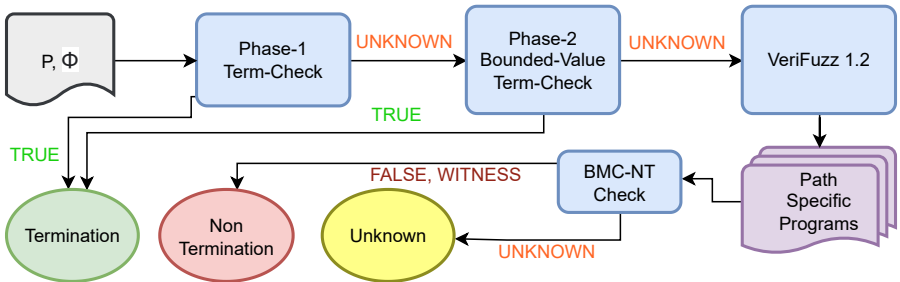 P, Φ
Phase-1
Term-Check
UNKNOWN
Phase-2
Bounded-Value
Term-Check
UNKNOWN
VeriFuzz 1.2
TRUE
TRUE
FALSE, WITNESS
BMC-NT
Check
Path
Specific
Programs
Termination
Non
Termination
Unknown
UNKNOWN